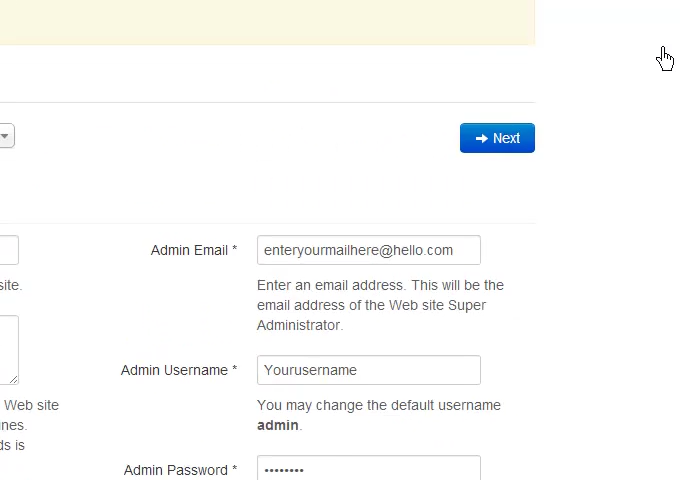 Next
Admin Email *
enteryourmailhere@hello.com
site.
Enter an email address. This will be the
email address of the Web site Super
Administrator.
Admin Username *
Yourusername
Web site
You may change the default username
admin.
ines.
ds is
Admin Password *
••••••••